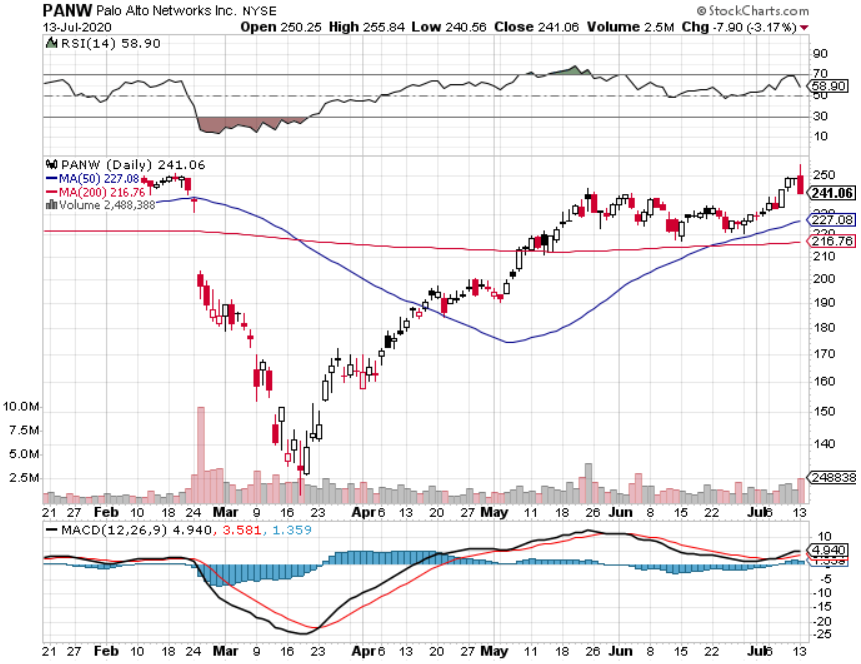 PANW Palo Alto Networks Inc. NYSE © StockCharts.com
13-Jul-2020 Open 250.25 High 255.84 Low 240.56 Close 241.06 Volume 2.5M Chg -7.90 (-3.17%)
RSI(14) 58.90
90
70
58.90
50
30
10
PANW (Daily) 241.06
MA(50) 227.08
MA(200) 216.76
Volume 2,488,388
250
241.06
230
227.08
220
216.76
210
200
190
180
170
160
150
140
10.0M
7.5M
5.0M
2.5M
248838
21 27 Feb 10 18 24 Mar 9 16 23 Apr 6 13 20 27 May 11 18 26 Jun 8 15 22 Jul 6 13
MACD(12,26,9) 4.940, 3.581, 1.359
10
4.940
1.359
-5
-10
-15
-20
-25
21 27 Feb 10 18 24 Mar 9 16 23 Apr 6 13 20 27 May 11 18 26 Jun 8 15 22 Jul 6 13